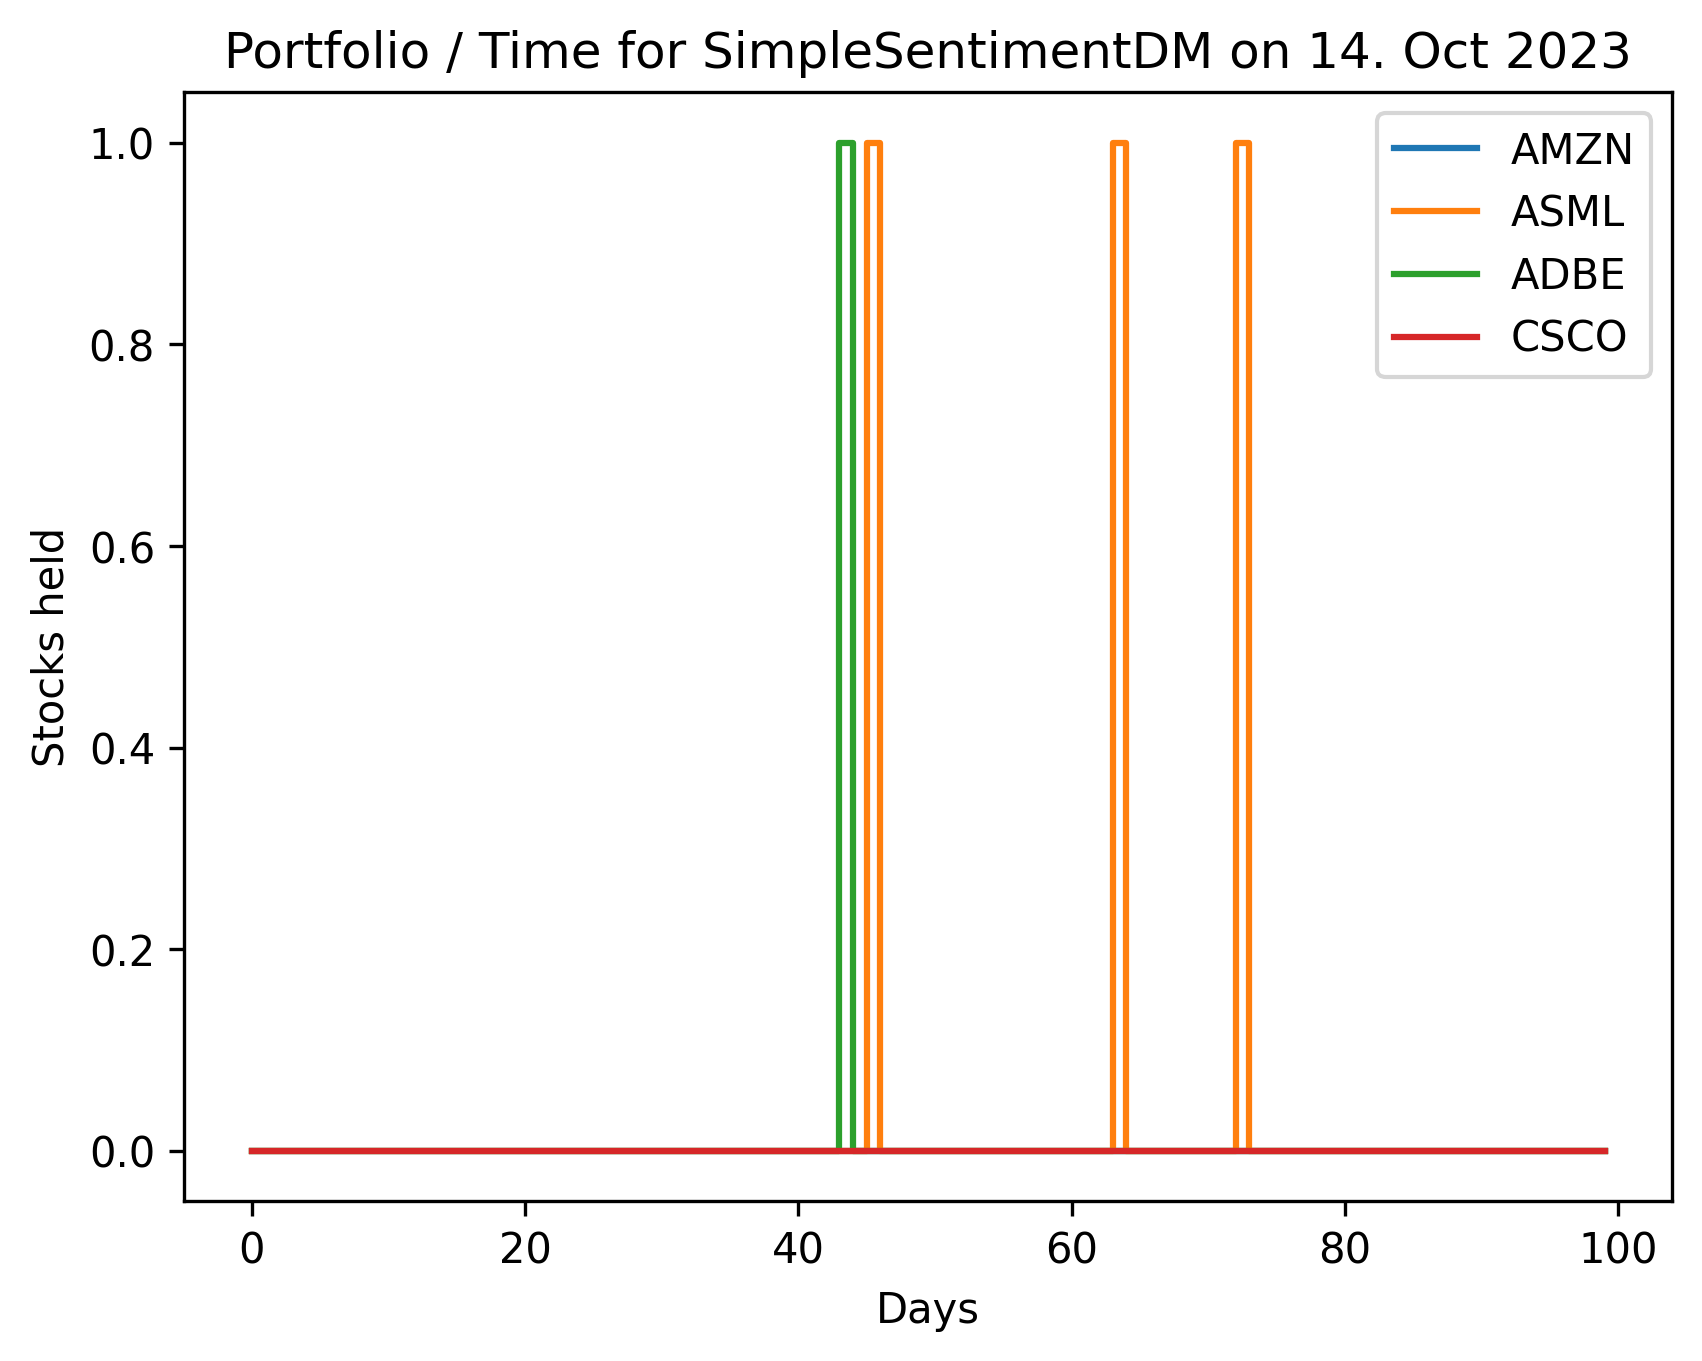 Portfolio / Time for SimpleSentimentDM on 14. Oct 2023
AMZN
ASML
ADBE
CSCO
1.0
0.8
0.6
0.4
0.2
0.0
Stocks held
0 20 40 60 80 100
Days